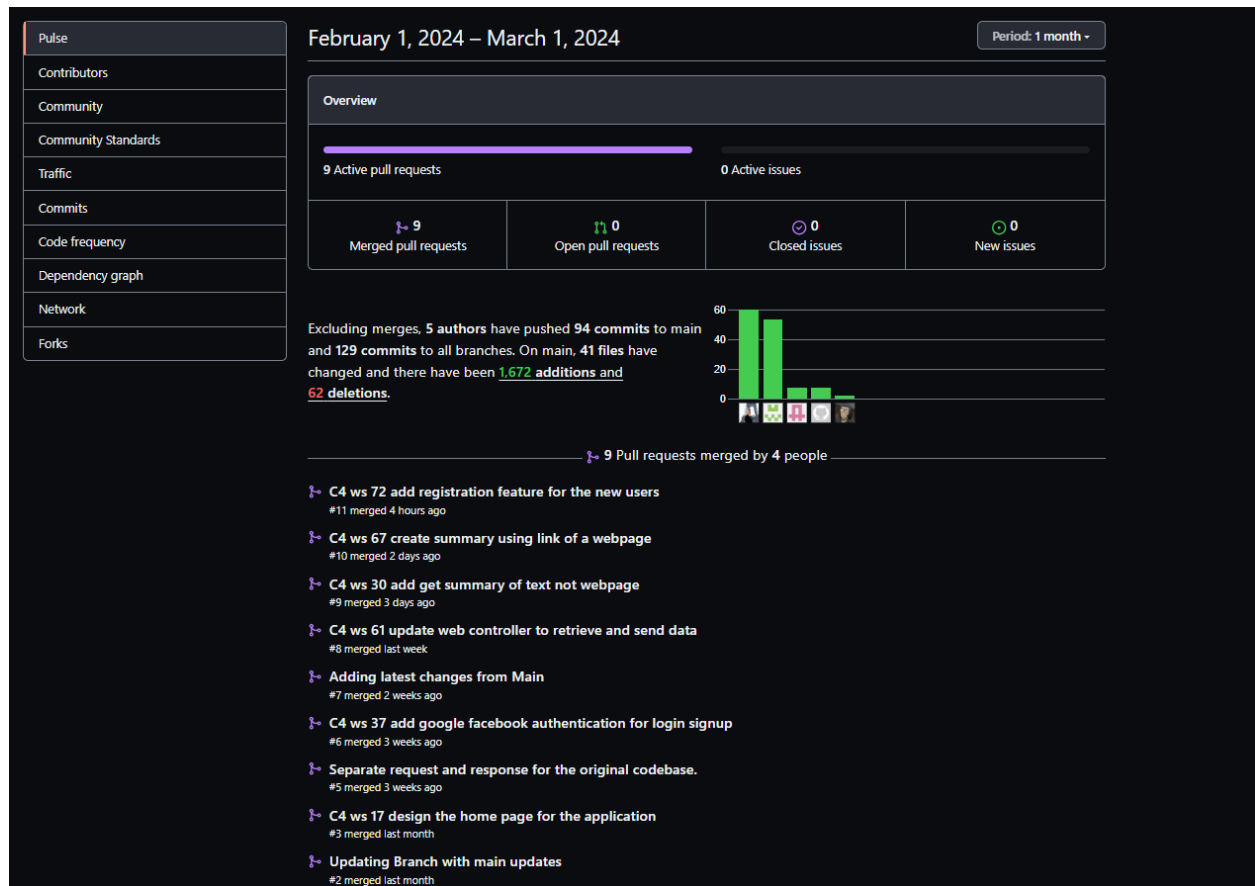 Pulse
Contributors
Community
Community Standards
Traffic
Commits
Code frequency
Dependency graph
Network
Forks
February 1, 2024 – March 1, 2024
Period: 1 month
Overview
9 Active pull requests
0 Active issues
9
Merged pull requests
0
Open pull requests
0
Closed issues
0
New issues
Excluding merges, 5 authors have pushed 94 commits to main
and 129 commits to all branches. On main, 41 files have
changed and there have been 1,672 additions and
62 deletions.
60
40
20
0
9 Pull requests merged by 4 people
C4 ws 72 add registration feature for the new users
#11 merged 4 hours ago
C4 ws 67 create summary using link of a webpage
#10 merged 2 days ago
C4 ws 30 add get summary of text not webpage
#9 merged 3 days ago
C4 ws 61 update web controller to retrieve and send data
#8 merged last week
Adding latest changes from Main
#7 merged 2 weeks ago
C4 ws 37 add google facebook authentication for login signup
#6 merged 3 weeks ago
Separate request and response for the original codebase.
#5 merged 3 weeks ago
C4 ws 17 design the home page for the application
#3 merged last month
Updating Branch with main updates
#2 merged last month